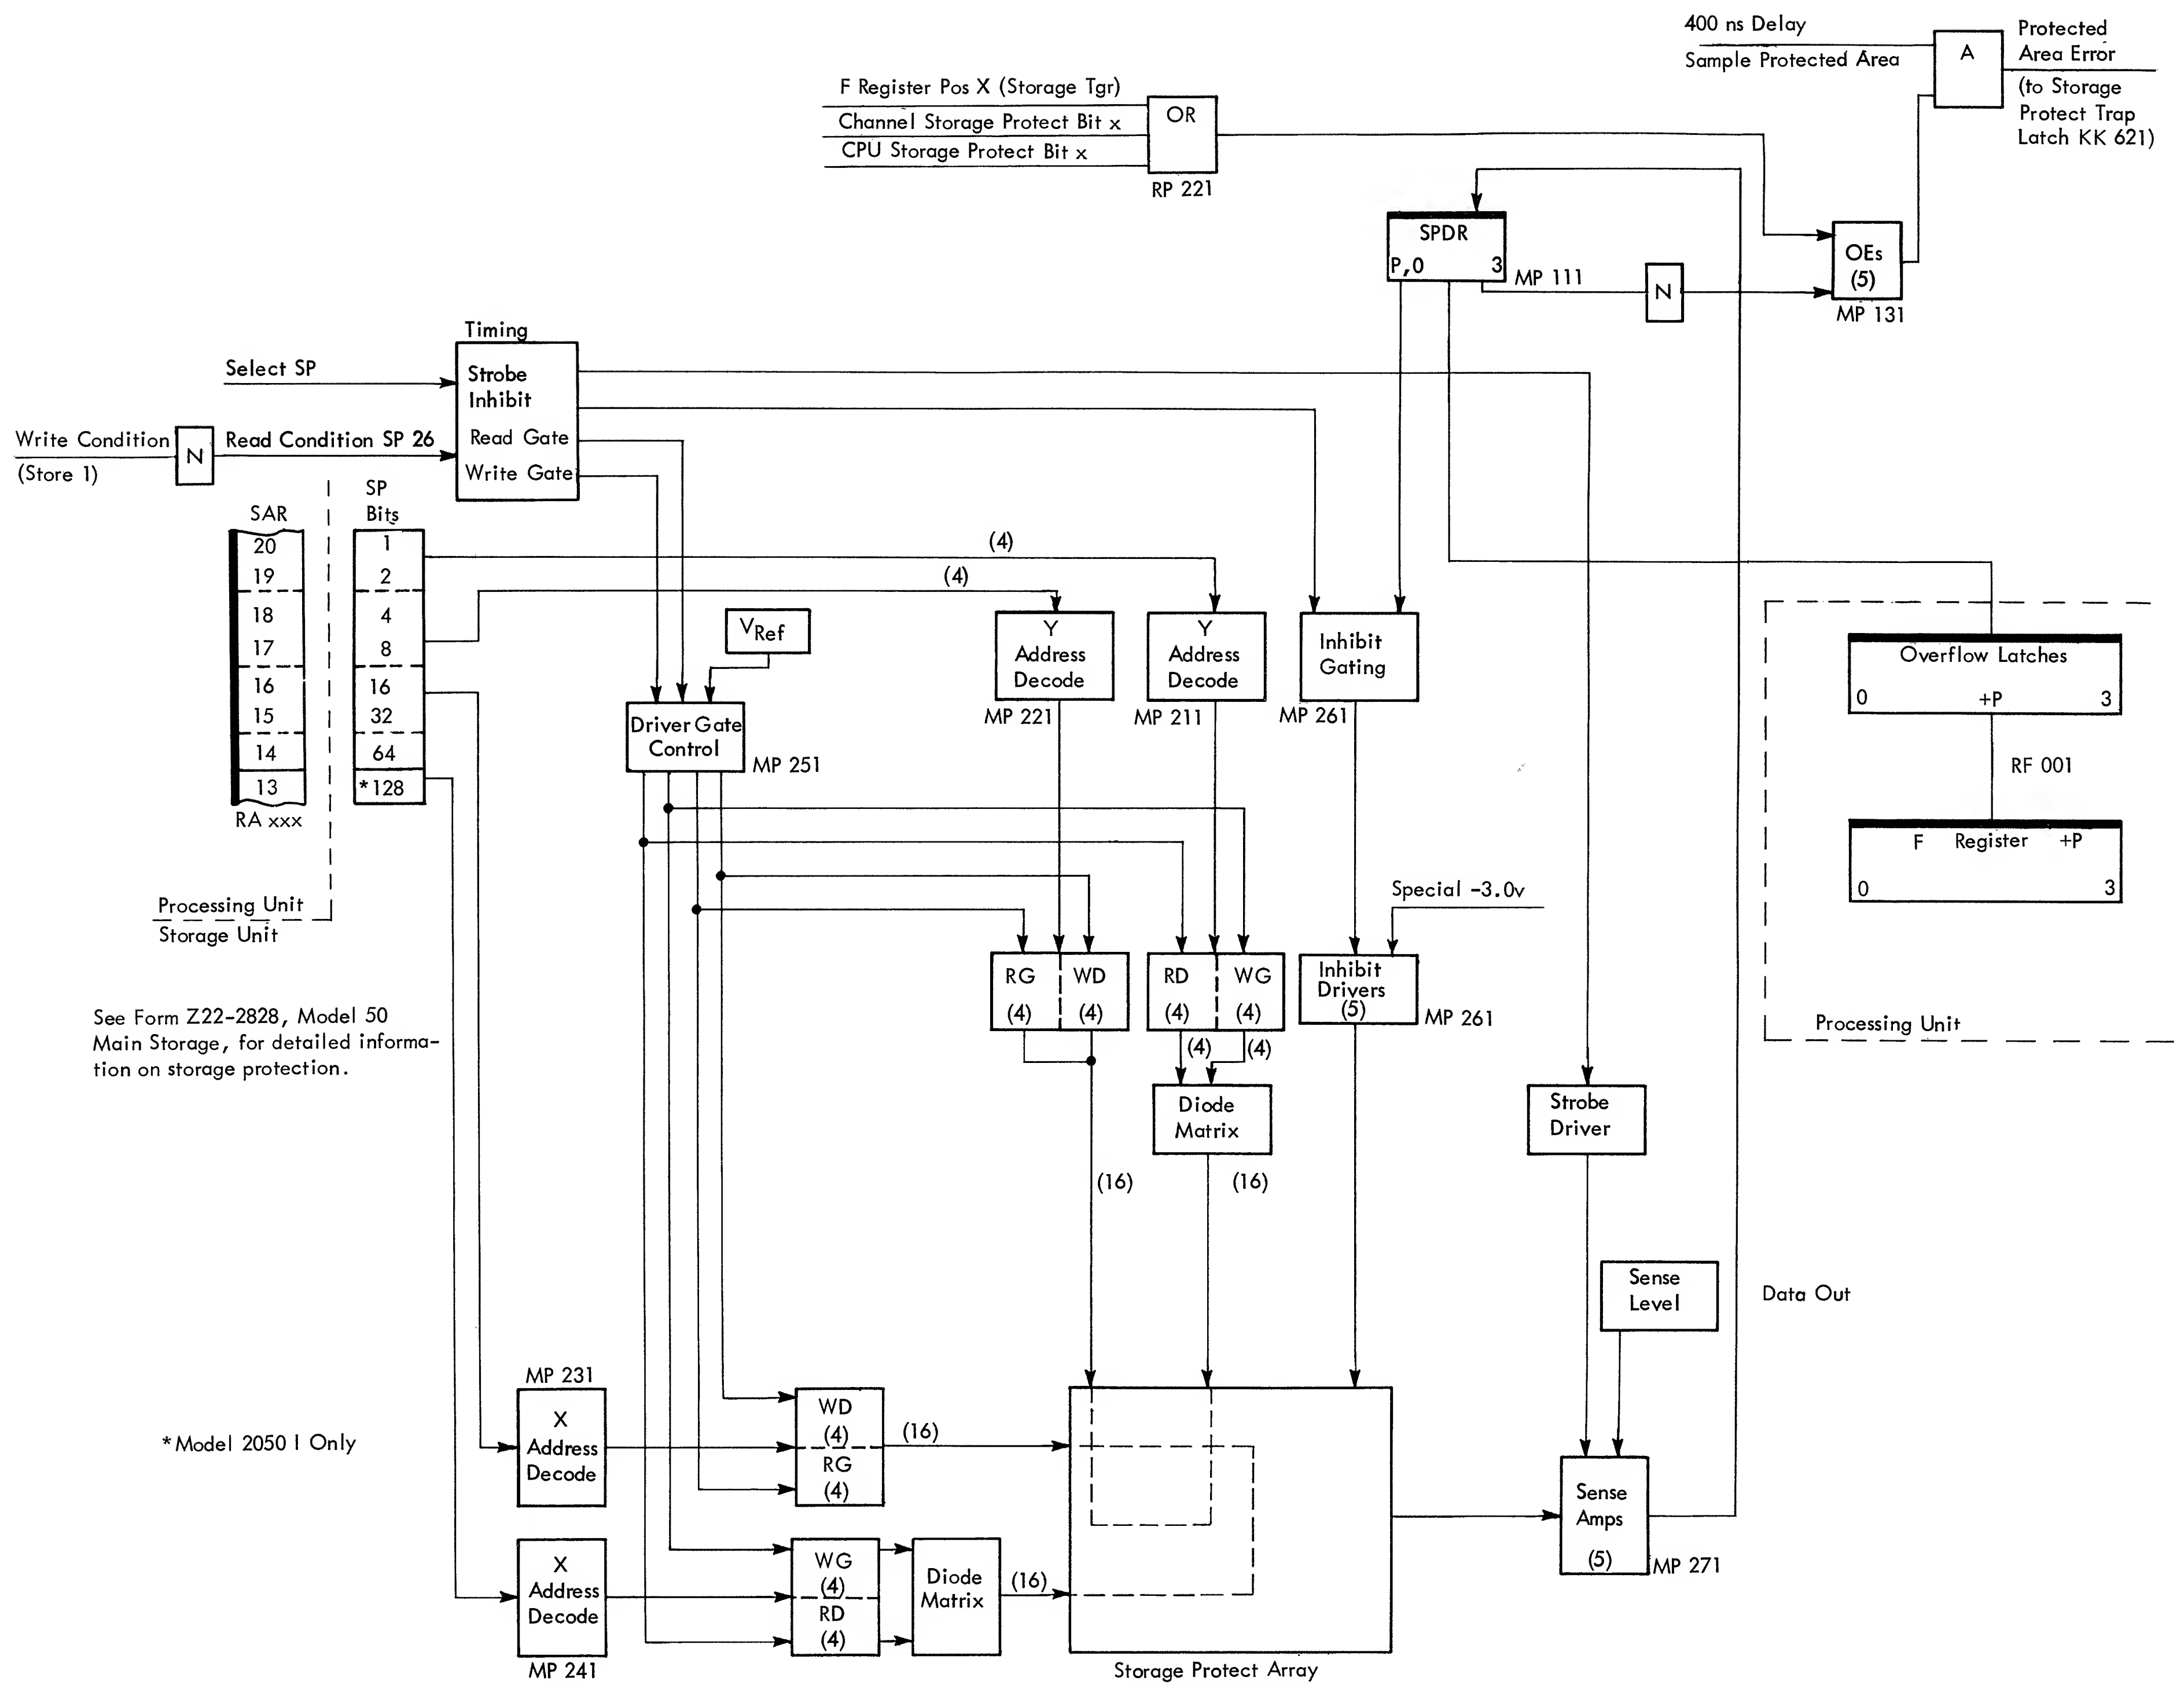 400 ns Delay
Sample Protected Area
A
Protected
Area Error
(to Storage
Protect Trap
Latch KK 621)
F Register Pos X (Storage Tgr)
Channel Storage Protect Bit x
CPU Storage Protect Bit x
OR
RP 221
SPDR
P,0 3
MP 111
N
OEs
(5)
MP 131
Timing
Select SP
Strobe
Inhibit
Read Gate
Write Gate
Write Condition
(Store 1)
N
Read Condition SP 26
SAR
20
19
18
17
16
15
14
13
RA xxx
SP
Bits
1
2
4
8
16
32
64
*128
Processing Unit
Storage Unit
(4)
(4)
VRef
Driver Gate
Control
MP 251
Y
Address
Decode
MP 221
Y
Address
Decode
MP 211
Inhibit
Gating
MP 261
Overflow Latches
0 +P 3
RF 001
F Register +P
0 3
Processing Unit
Special -3.0v
RG
(4)
WD
(4)
RD
(4)
WG
(4)
Inhibit
Drivers
(5)
MP 261
(4)
(4)
Diode
Matrix
(16)
(16)
See Form Z22-2828, Model 50
Main Storage, for detailed informa-
tion on storage protection.
Strobe
Driver
Sense
Level
Data Out
*Model 2050 I Only
MP 231
X
Address
Decode
WD
(4)
RG
(4)
(16)
X
Address
Decode
MP 241
WG
(4)
RD
(4)
Diode
Matrix
(16)
Storage Protect Array
Sense
Amps
(5)
MP 271